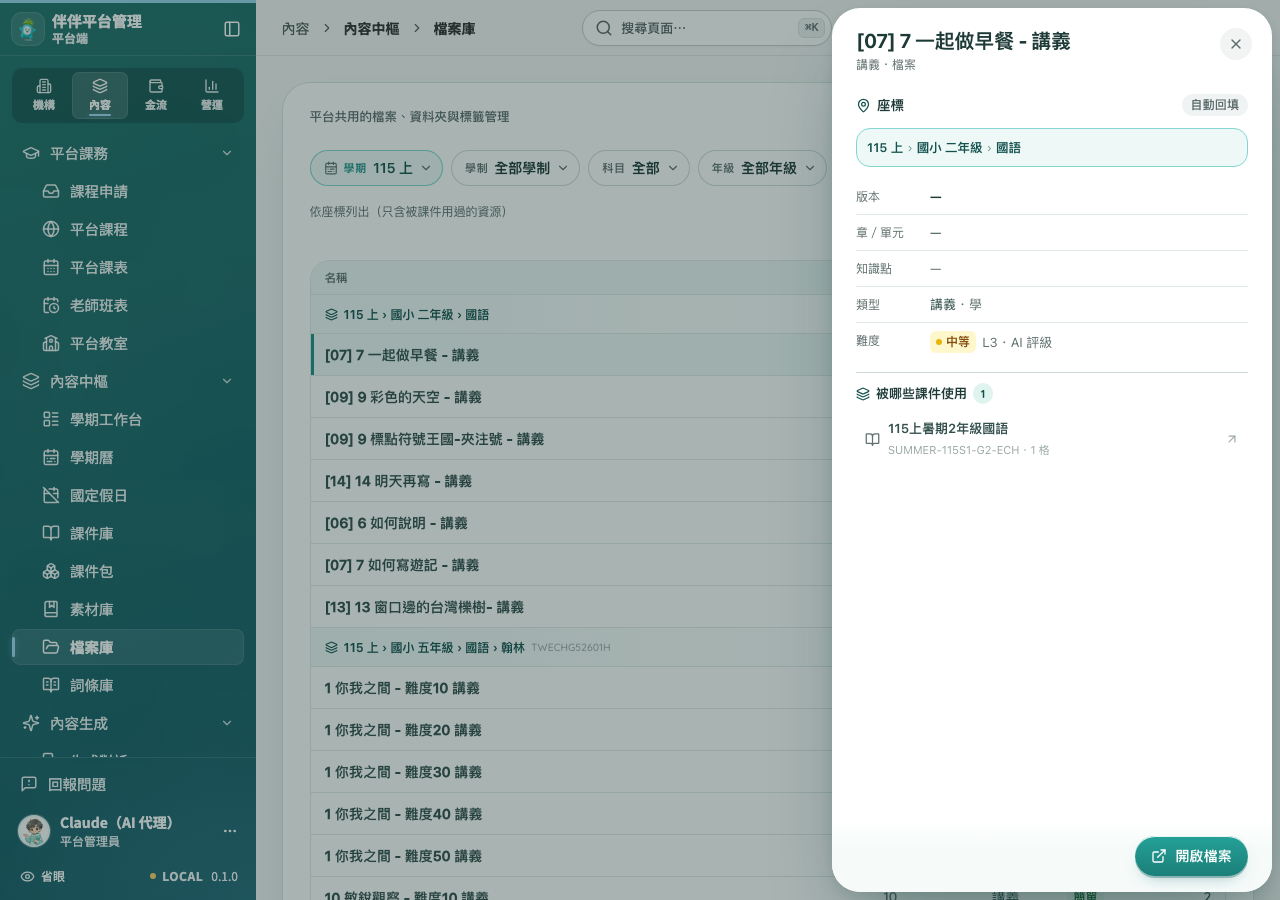 伴伴平台管理
平台端
機構
內容
金流
營運
平台課務
課程申請
平台課程
平台課表
老師班表
平台教室
內容中樞
學期工作台
學期曆
國定假日
課件庫
課件包
素材庫
檔案庫
詞條庫
內容生成
回報問題
Claude（AI 代理）
平台管理員
省眼
LOCAL 0.1.0
內容 > 內容中樞 > 檔案庫
搜尋頁面…
⌘K
平台共用的檔案、資料夾與標籤管理
學期 115 上
學制 全部學制
科目 全部
年級 全部年級
依座標列出（只含被課件用過的資源）
名稱
115 上 › 國小 二年級 › 國語
[07] 7 一起做早餐 - 講義
[09] 9 彩色的天空 - 講義
[09] 9 標點符號王國-夾注號 - 講義
[14] 14 明天再寫 - 講義
[06] 6 如何說明 - 講義
[07] 7 如何寫遊記 - 講義
[13] 13 窗口邊的台灣欒樹- 講義
115 上 › 國小 五年級 › 國語 › 翰林 TWECHG52601H
1 你我之間 - 難度10 講義
1 你我之間 - 難度20 講義
1 你我之間 - 難度30 講義
1 你我之間 - 難度40 講義
1 你我之間 - 難度50 講義
10 敏銳觀察 - 難度10 講義
10 講義 簡單 2
[07] 7 一起做早餐 - 講義
講義 · 檔案
座標
自動回填
115 上 › 國小 二年級 › 國語
版本 —
章 / 單元 —
知識點 —
類型 講義 · 學
難度 中等 L3 · AI 評級
被哪些課件使用 1
115上暑期2年級國語
SUMMER-115S1-G2-ECH · 1 格
開啟檔案